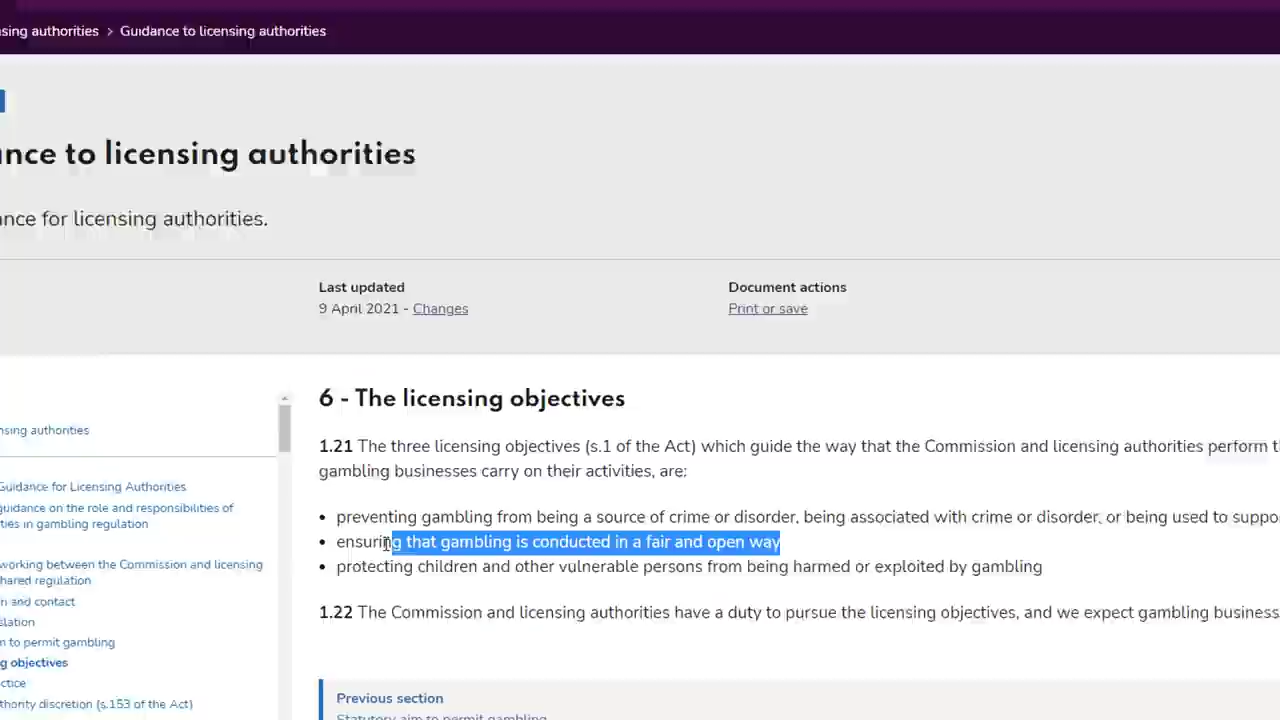 sing authorities > Guidance to licensing authorities
ance to licensing authorities
ance for licensing authorities.
Last updated
Document actions
9 April 2021 - Changes
Print or save
nsing authorities
Guidance for Licensing Authorities
guidance on the role and responsibilities of
ties in gambling regulation
working between the Commission and licensing
hared regulation
n and contact
slation
m to permit gambling
g objectives
ctice
thority discretion (s.153 of the Act)
6 - The licensing objectives
1.21 The three licensing objectives (s.1 of the Act) which guide the way that the Commission and licensing authorities perform t
gambling businesses carry on their activities, are:
• preventing gambling from being a source of crime or disorder, being associated with crime or disorder, or being used to suppo
• ensuring that gambling is conducted in a fair and open way
• protecting children and other vulnerable persons from being harmed or exploited by gambling
1.22 The Commission and licensing authorities have a duty to pursue the licensing objectives, and we expect gambling business
Previous section
Statutory aim to permit gambling